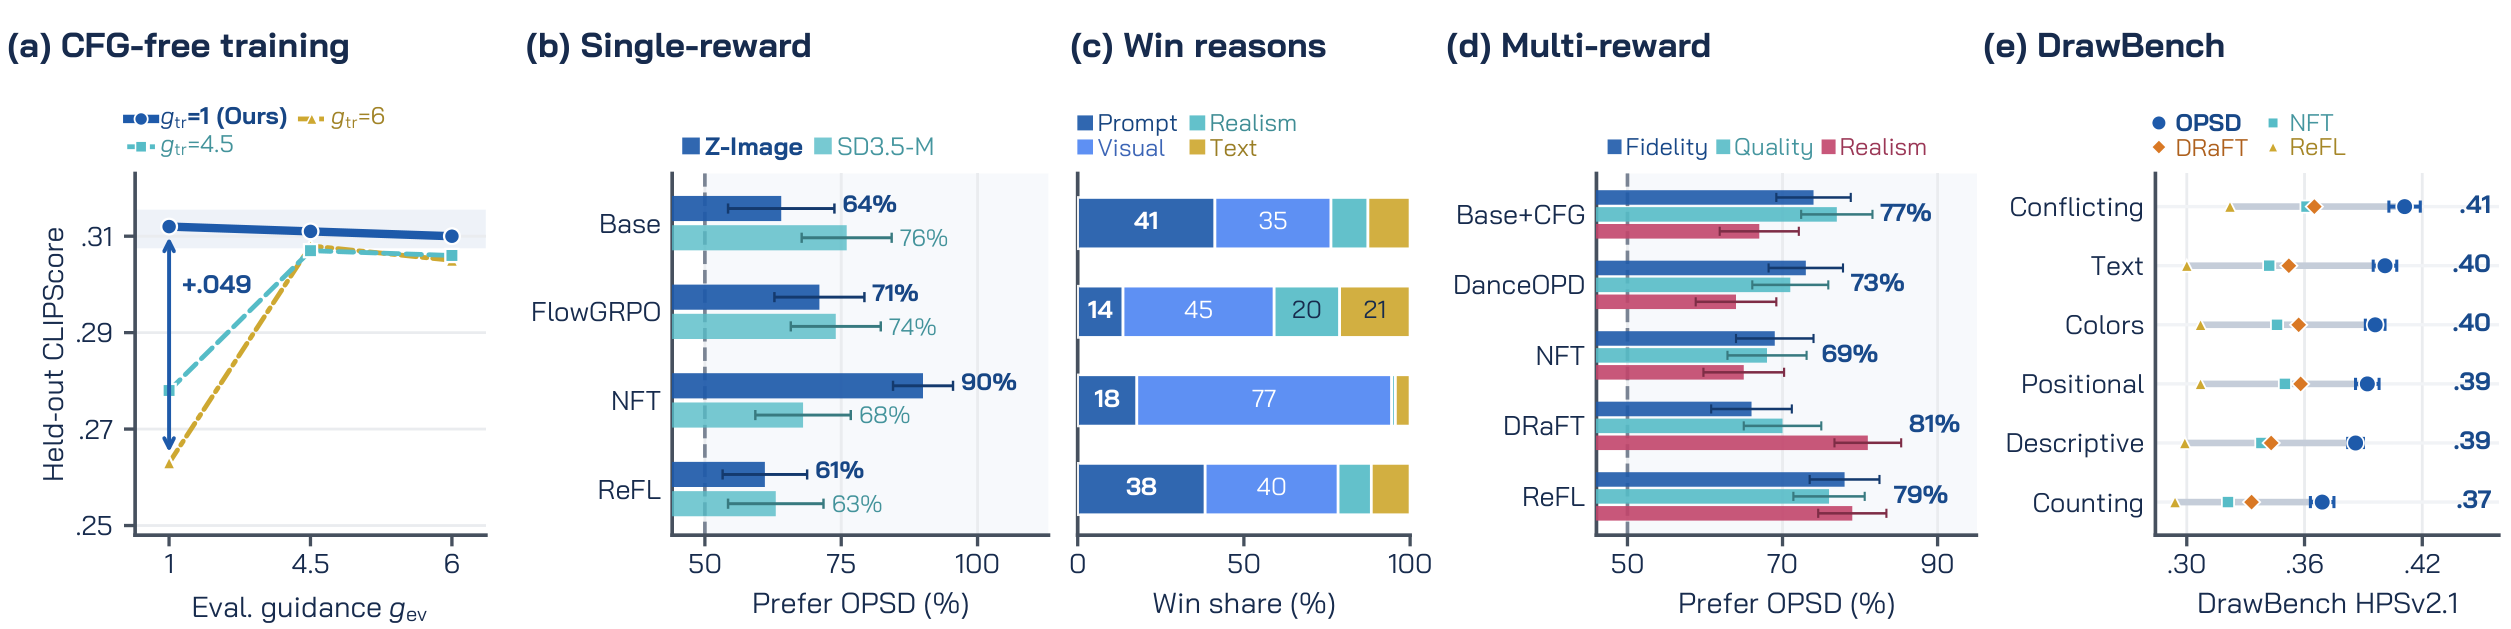 (a) CFG-free training
gtr=1 (Ours)
gtr=6
gtr=4.5
Held-out CLIPScore
.31
.29
.27
.25
+.049
1
4.5
6
Eval. guidance gev
(b) Single-reward
Z-Image
SD3.5-M
Base
64%
76%
FlowGRPO
71%
74%
NFT
90%
68%
ReFL
61%
63%
50
75
100
Prefer OPSD (%)
(c) Win reasons
Prompt
Realism
Visual
Text
41
35
14
45
20
21
18
77
38
40
0
50
100
Win share (%)
(d) Multi-reward
Fidelity
Quality
Realism
Base+CFG
77%
DanceOPD
73%
NFT
69%
DRaFT
81%
ReFL
79%
50
70
90
Prefer OPSD (%)
(e) DrawBench
OPSD
NFT
DRaFT
ReFL
Conflicting
.41
Text
.40
Colors
.40
Positional
.39
Descriptive
.39
Counting
.37
.30
.36
.42
DrawBench HPSv2.1